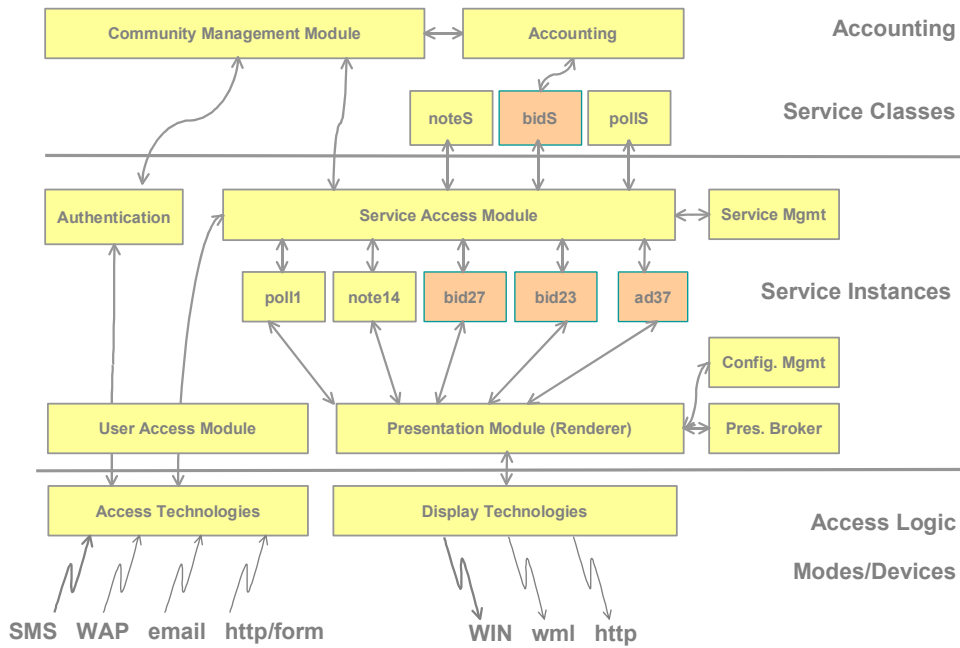 Community Management Module
Accounting
Accounting
noteS
bidS
pollS
Service Classes
Authentication
Service Access Module
Service Mgmt
poll1
note14
bid27
bid23
ad37
Service Instances
Config. Mgmt
User Access Module
Presentation Module (Renderer)
Pres. Broker
Access Technologies
Display Technologies
Access Logic
Modes/Devices
SMS
WAP
email
http/form
WIN
wml
http